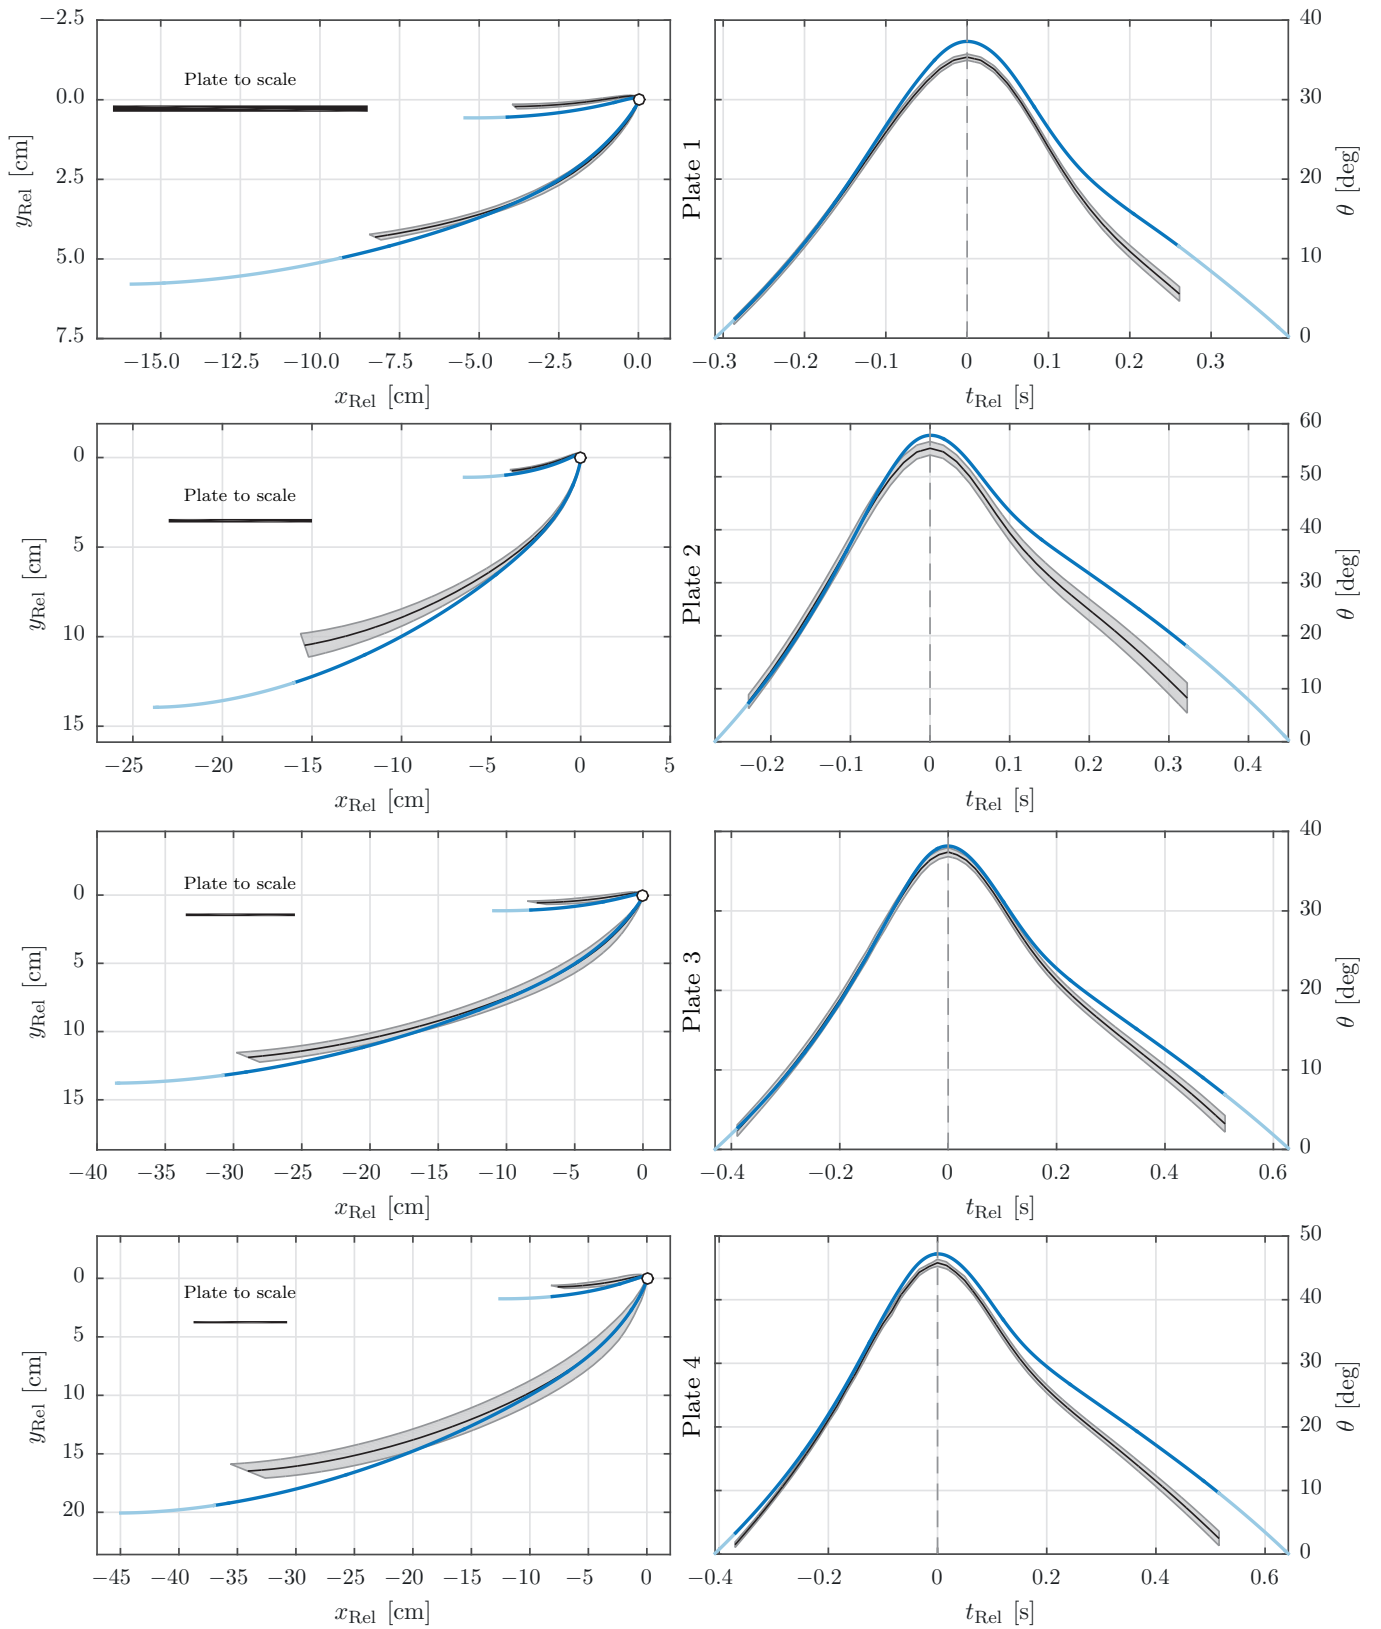 −2.5
0.0
2.5
5.0
7.5
y_Rel [cm]
Plate to scale
−15.0 −12.5 −10.0 −7.5 −5.0 −2.5 0.0
x_Rel [cm]
Plate 1
40
30
20
10
0
θ [deg]
−0.3 −0.2 −0.1 0 0.1 0.2 0.3
t_Rel [s]
0
5
10
15
y_Rel [cm]
Plate to scale
−25 −20 −15 −10 −5 0 5
x_Rel [cm]
Plate 2
60
50
40
30
20
10
0
θ [deg]
−0.2 −0.1 0 0.1 0.2 0.3 0.4
t_Rel [s]
0
5
10
15
y_Rel [cm]
Plate to scale
−40 −35 −30 −25 −20 −15 −10 −5 0
x_Rel [cm]
Plate 3
40
30
20
10
0
θ [deg]
−0.4 −0.2 0 0.2 0.4 0.6
t_Rel [s]
0
5
10
15
20
y_Rel [cm]
Plate to scale
−45 −40 −35 −30 −25 −20 −15 −10 −5 0
x_Rel [cm]
Plate 4
50
40
30
20
10
0
θ [deg]
−0.4 −0.2 0 0.2 0.4 0.6
t_Rel [s]